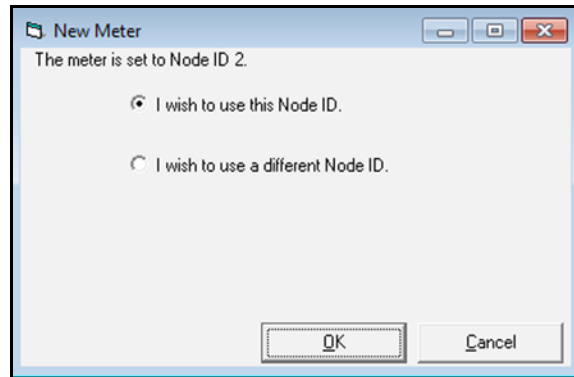 New Meter
The meter is set to Node ID 2.
I wish to use this Node ID.
I wish to use a different Node ID.
OK Cancel